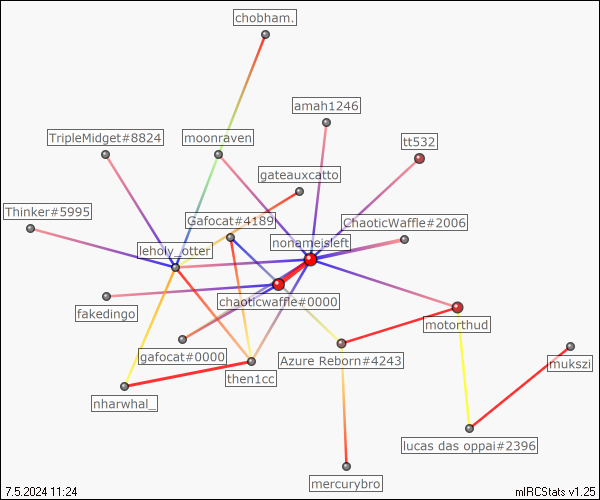 chobham.
amah1246
TripleMidget#8824
moonraven
tt532
gateauxcatto
Thinker#5995
Gafocat#4189
ChaoticWaffle#2006
nonameisleft
leholy_otter
chaoticwaffle#0000
fakedingo
motorthud
gafocat#0000
Azure Reborn#4243
mukszi
then1cc
nharwhal_
lucas das oppai#2396
mercurybro
7.5.2024 11:24
mIRCStats v1.25